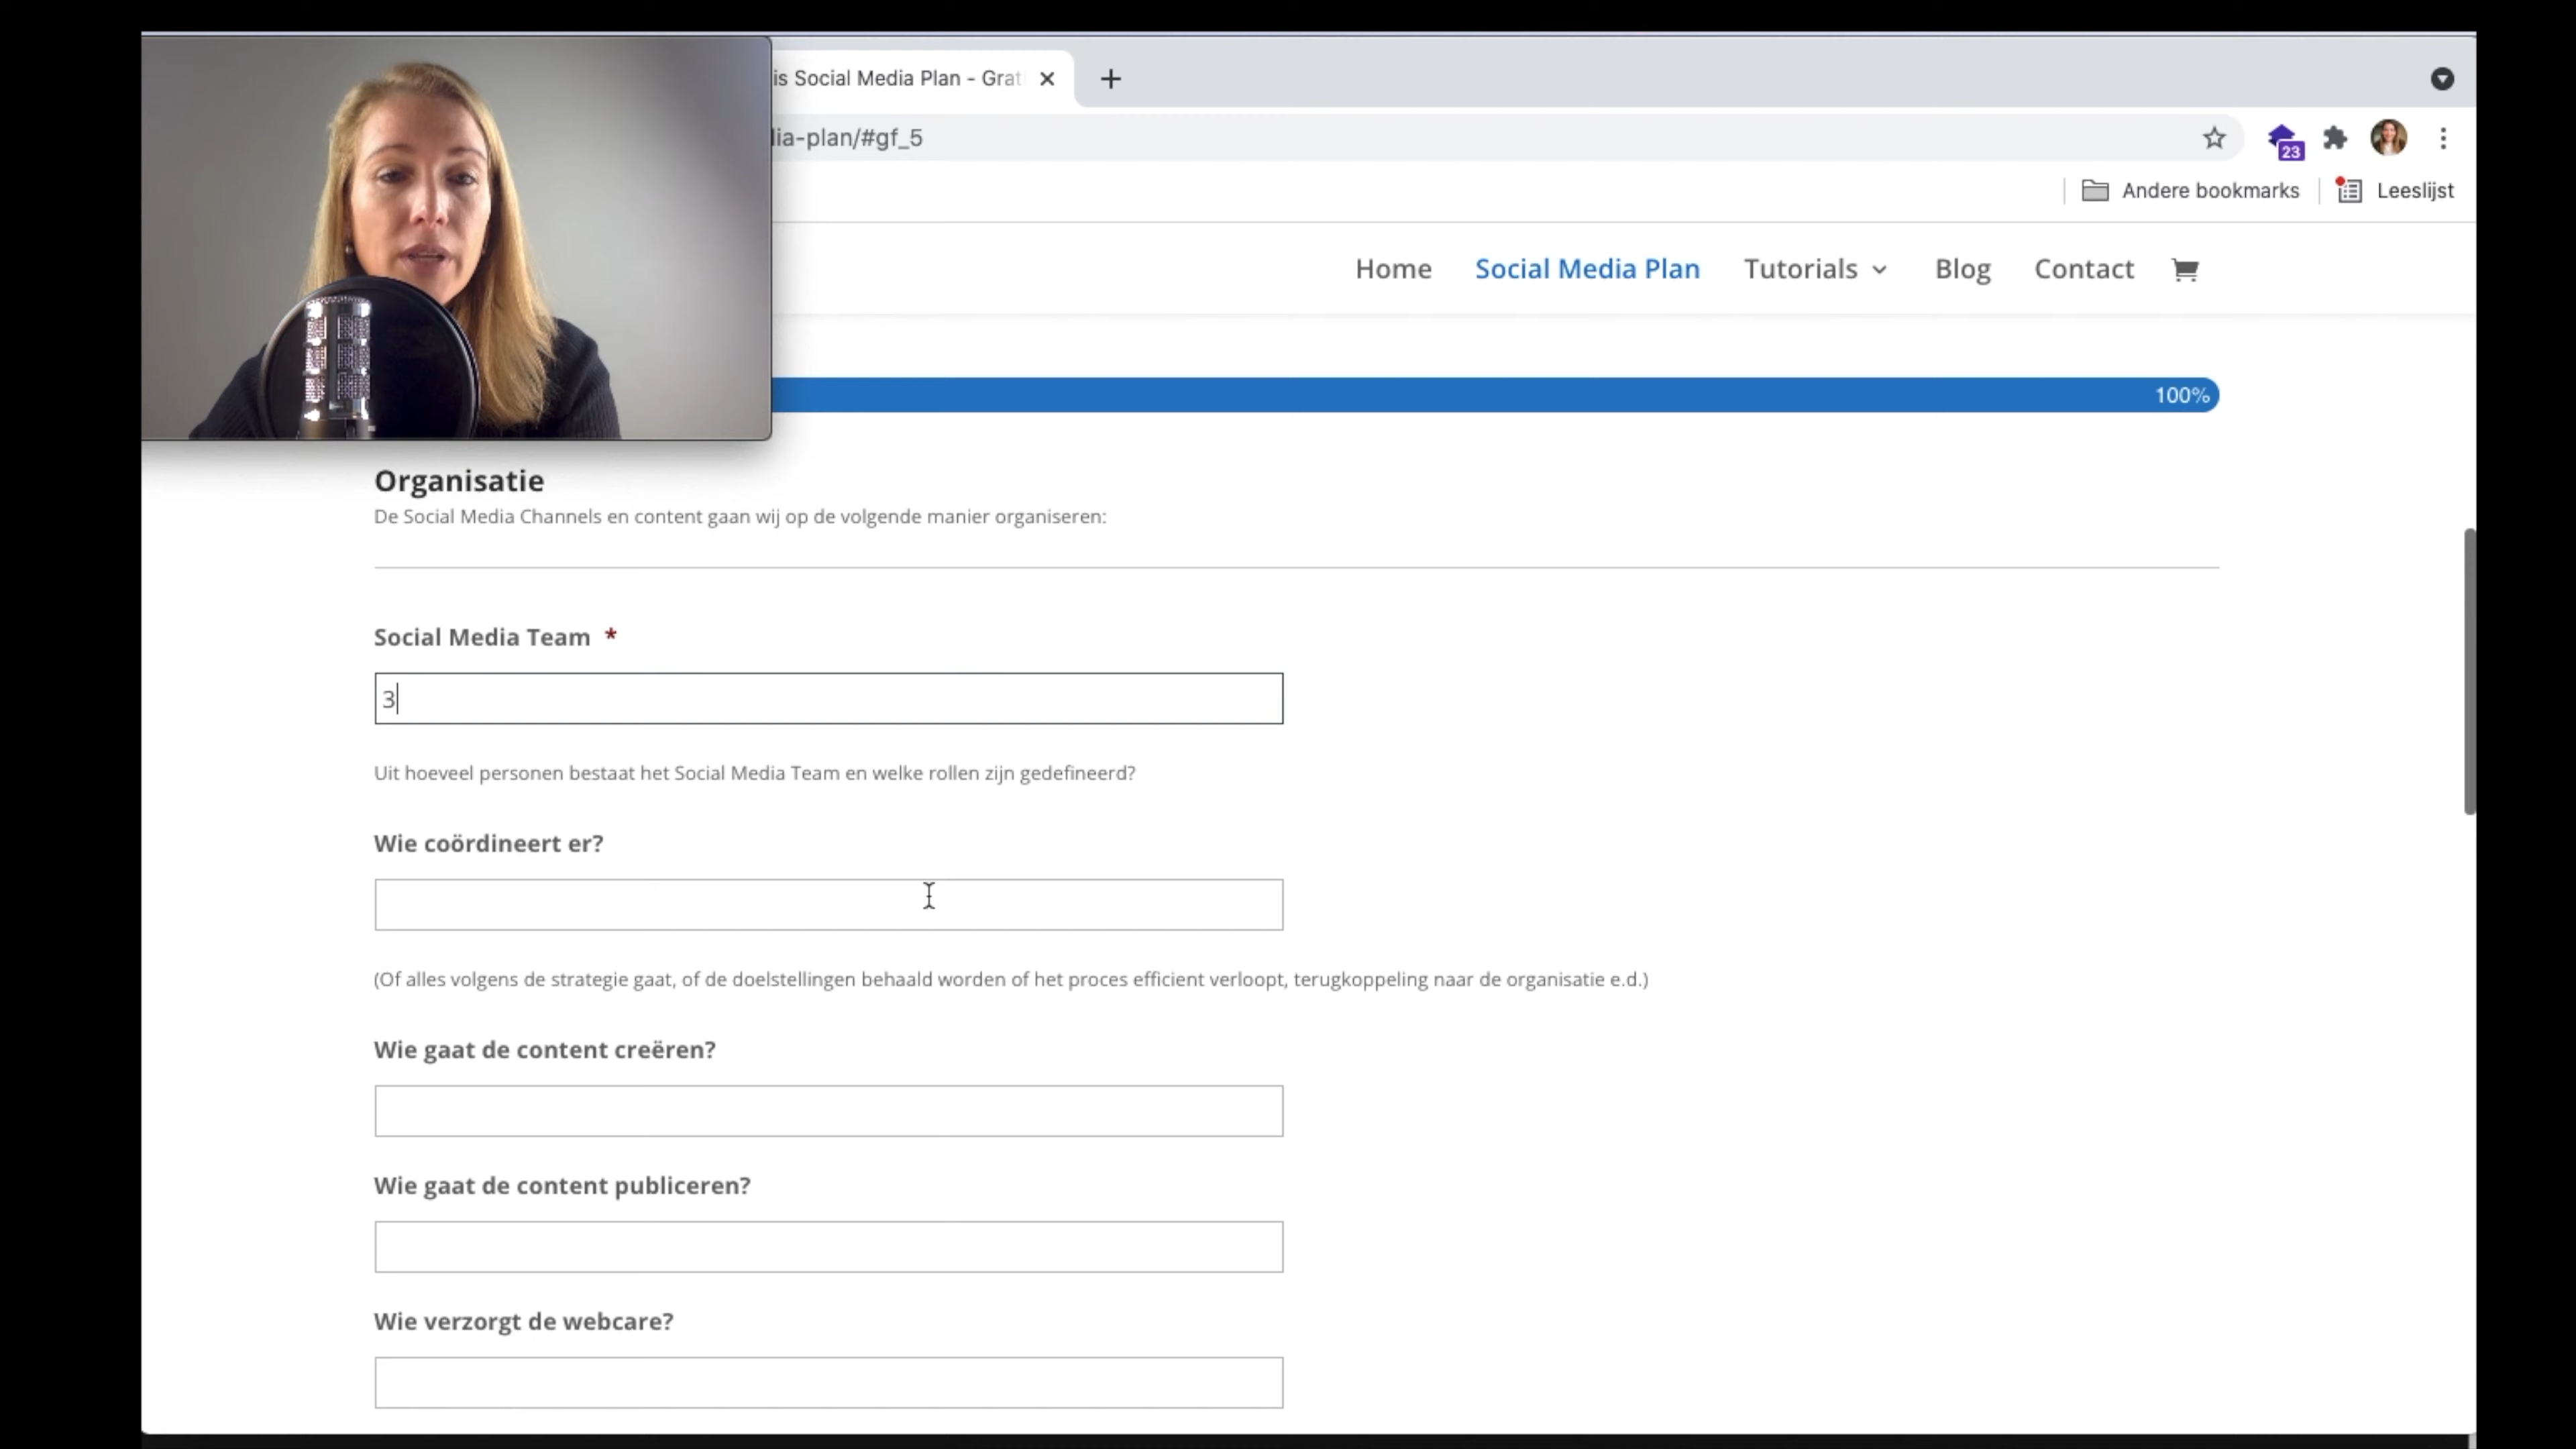 is Social Media Plan - Grat
lia-plan/#gf_5
23
Andere bookmarks
Leeslijst
Home
Social Media Plan
Tutorials
Blog
Contact
100%
Organisatie
De Social Media Channels en content gaan wij op de volgende manier organiseren:
Social Media Team *
3
Uit hoeveel personen bestaat het Social Media Team en welke rollen zijn gedefineerd?
Wie coördineert er?
(Of alles volgens de strategie gaat, of de doelstellingen behaald worden of het proces efficient verloopt, terugkoppeling naar de organisatie e.d.)
Wie gaat de content creëren?
Wie gaat de content publiceren?
Wie verzorgt de webcare?